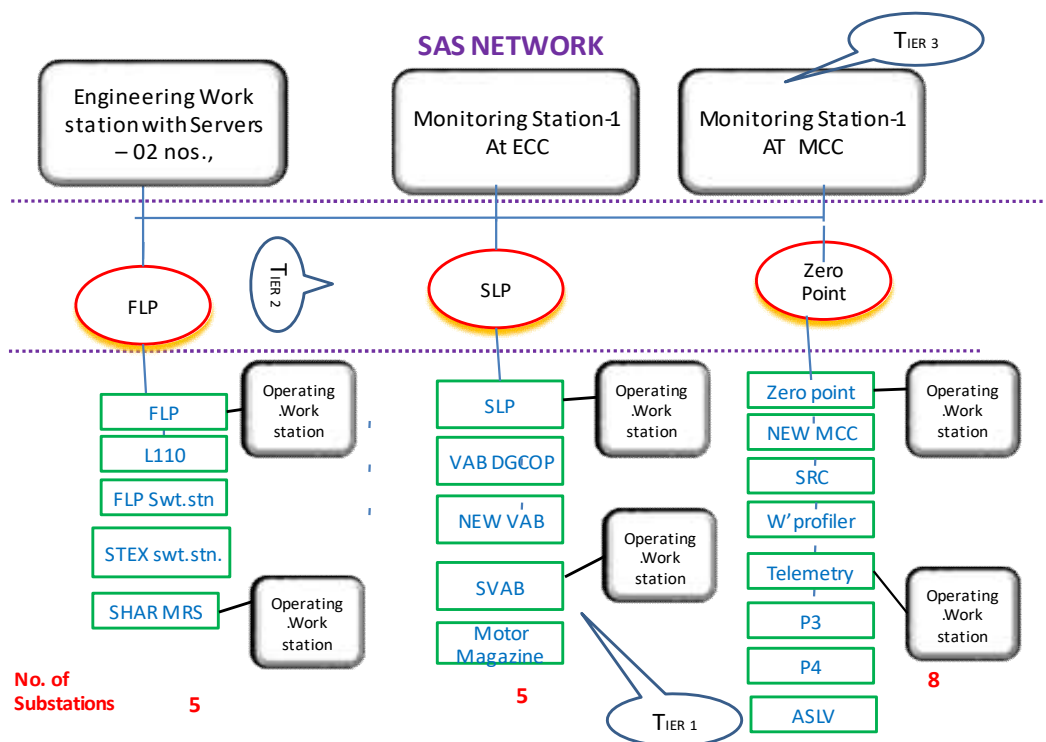 SAS NETWORK
TIER 3
Engineering Work
station with Servers
– 02 nos.,
Monitoring Station-1
At ECC
Monitoring Station-1
AT MCC
TIER 2
FLP
SLP
Zero
Point
FLP
L110
FLP Swt.stn
STEX swt.stn.
SHAR MRS
Operating
.Work
station
Operating
.Work
station
SLP
VAB DGCOP
NEW VAB
SVAB
Motor
Magazine
Operating
.Work
station
Operating
.Work
station
Zero point
NEW MCC
SRC
W'profiler
Telemetry
P3
P4
ASLV
Operating
.Work
station
Operating
.Work
station
TIER 1
No. of
Substations
5
5
8